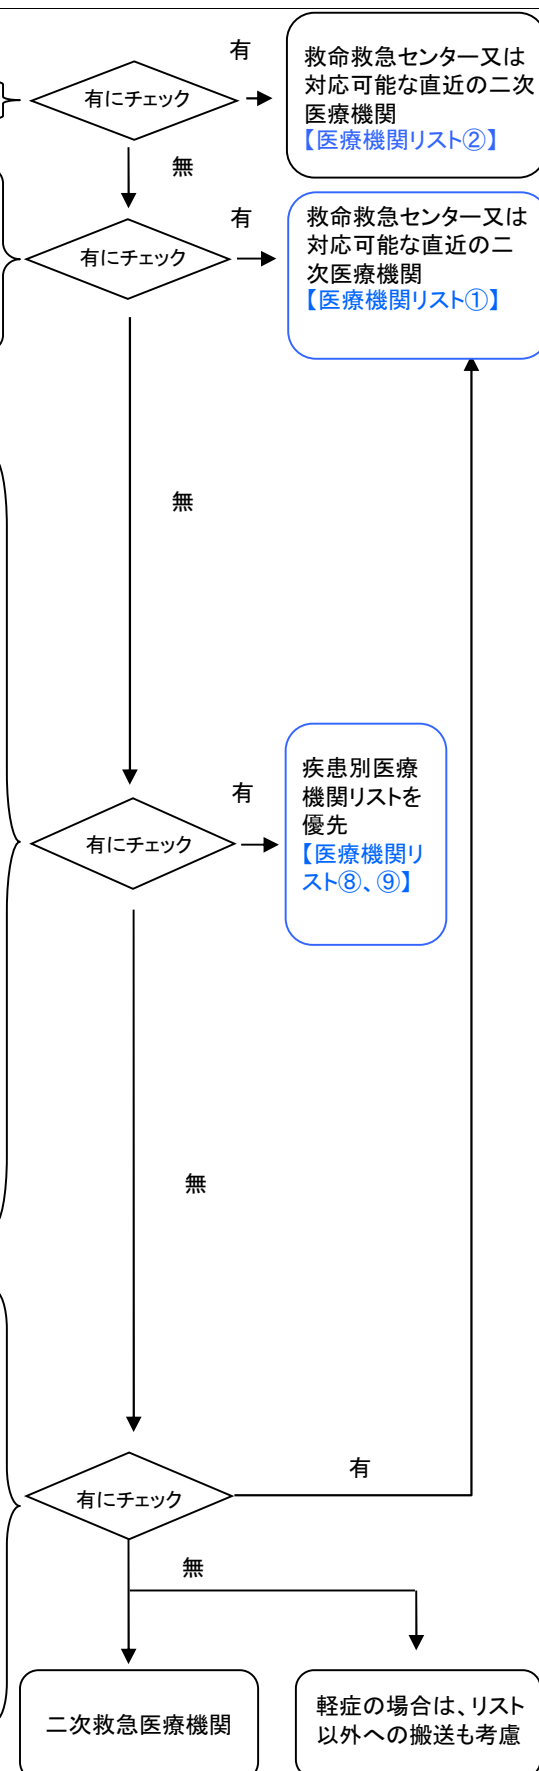 有
救命救急センター又は
対応可能な直近の二次
医療機関
【医療機関リスト②】
有にチェック
無
有
救命救急センター又は
対応可能な直近の二
次医療機関
【医療機関リスト①】
有にチェック
無
有
疾患別医療
機関リストを
優先
【医療機関リ
スト⑧、⑨】
有にチェック
無
有
有にチェック
無
二次救急医療機関
軽症の場合は、リスト
以外への搬送も考慮